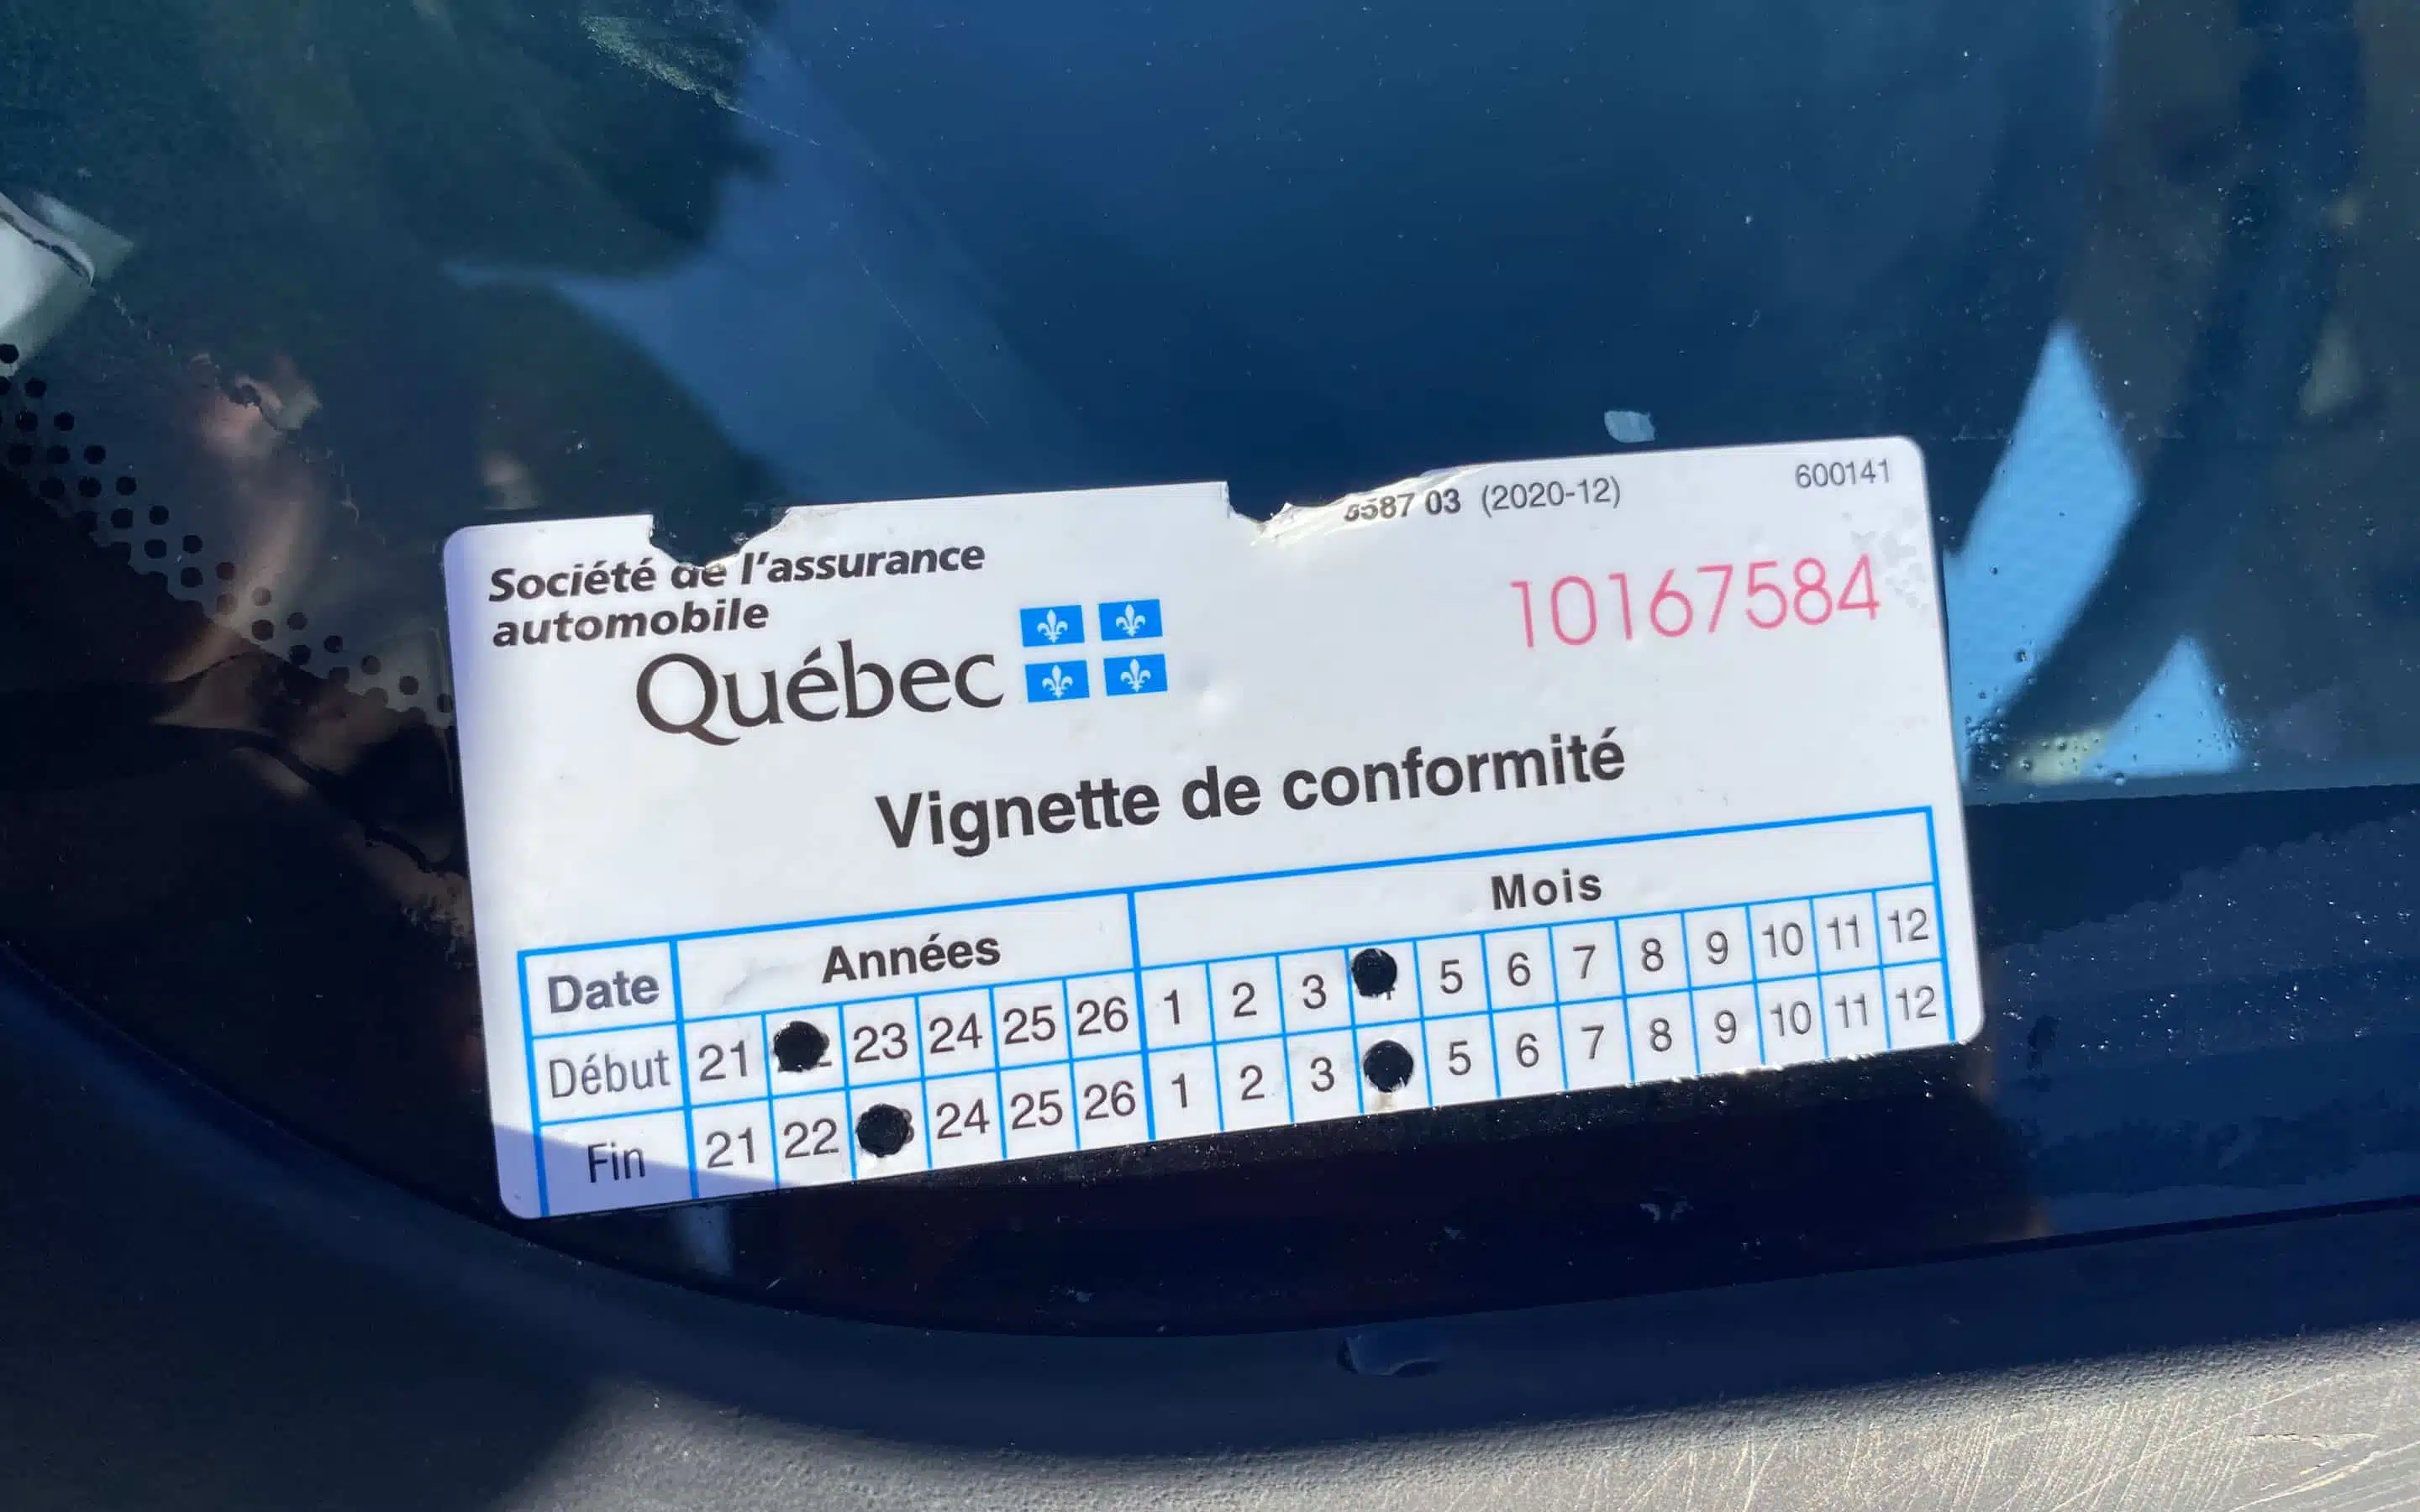 Société de l'assurance
automobile
Québec
587 03 (2020-12)
600141
10167584
Vignette de conformité
Date Années Mois
Début 21 23 24 25 26 1 2 3 5 6 7 8 9 10 11 12
Fin 21 22 24 25 26 1 2 3 5 6 7 8 9 10 11 12